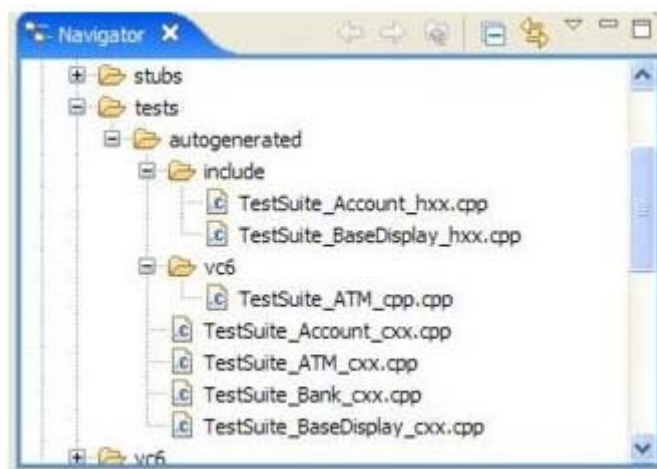 Navigator
stubs
tests
autogenerated
include
TestSuite_Account_hxx.cpp
TestSuite_BaseDisplay_hxx.cpp
vc6
TestSuite_ATM_cpp.cpp
TestSuite_Account_cxx.cpp
TestSuite_ATM_cxx.cpp
TestSuite_Bank_cxx.cpp
TestSuite_BaseDisplay_cxx.cpp
vc6